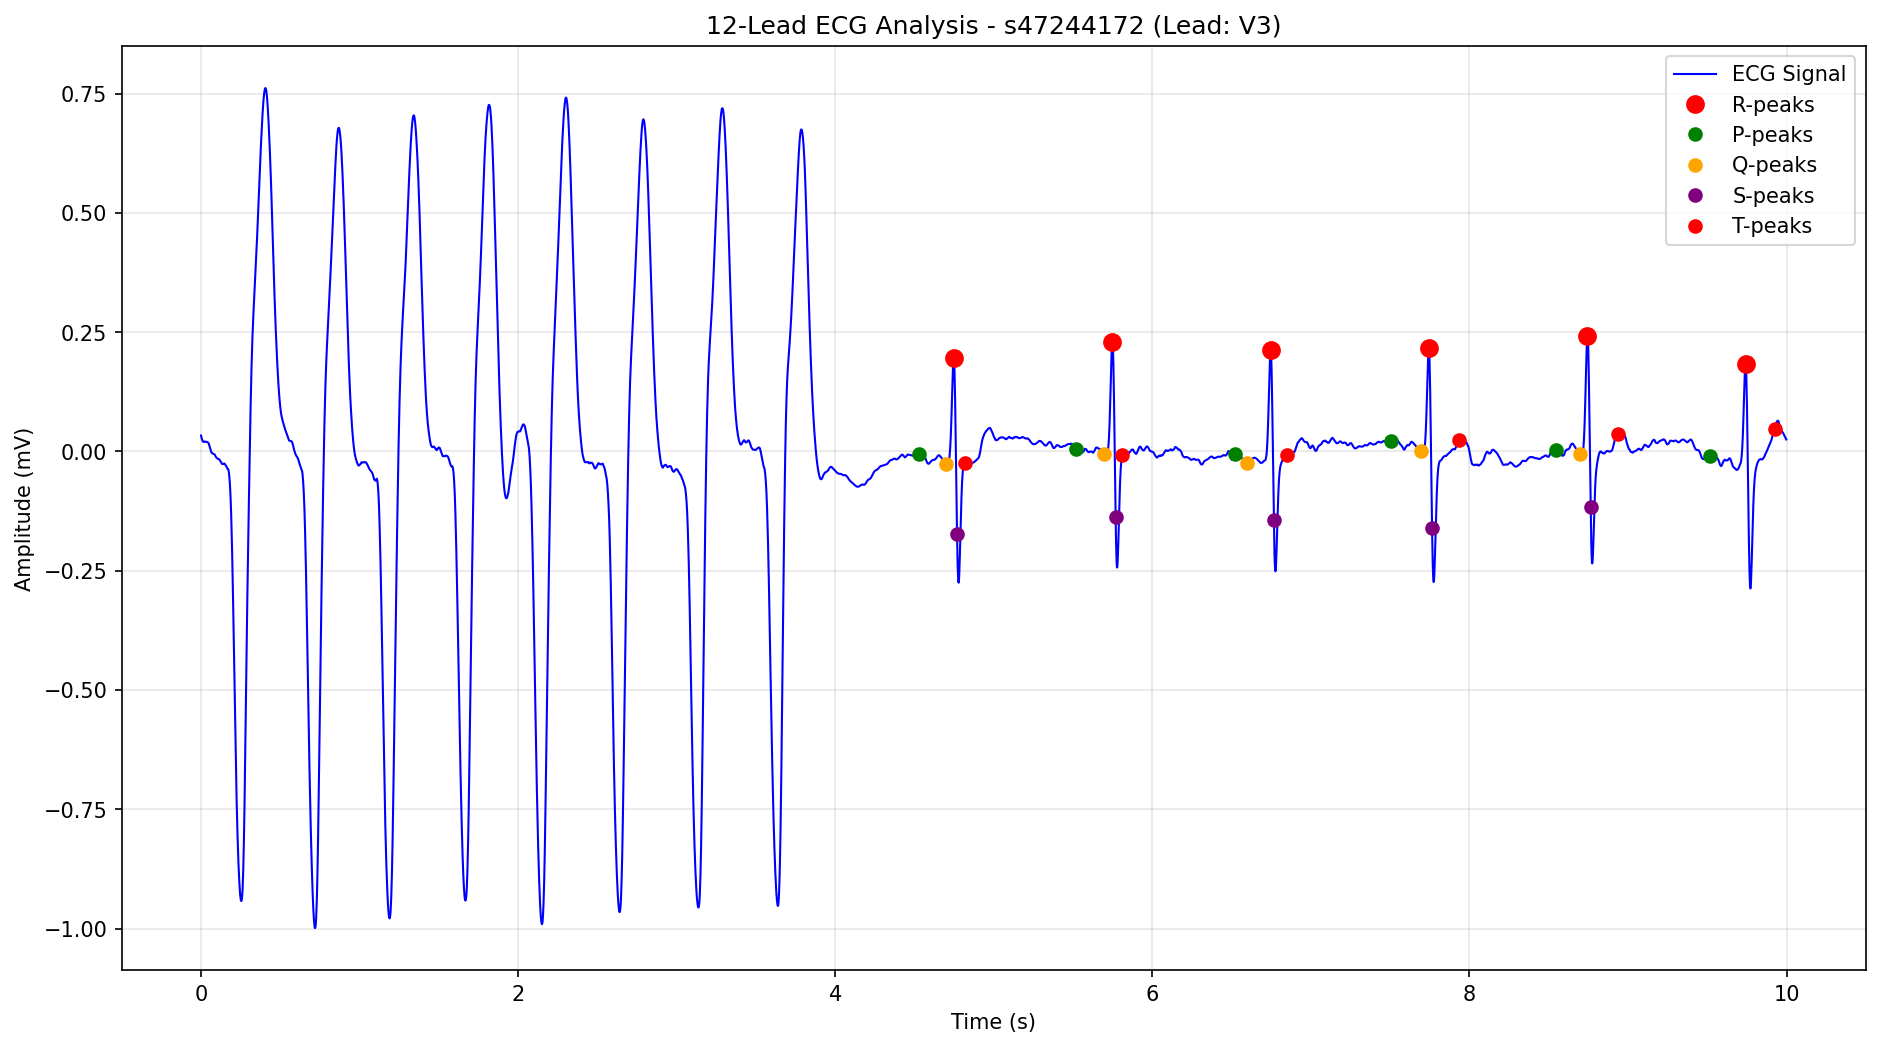 12-Lead ECG Analysis - s47244172 (Lead: V3)
ECG Signal
R-peaks
P-peaks
Q-peaks
S-peaks
T-peaks
Amplitude (mV)
0.75
0.50
0.25
0.00
−0.25
−0.50
−0.75
−1.00
0 2 4 6 8 10
Time (s)